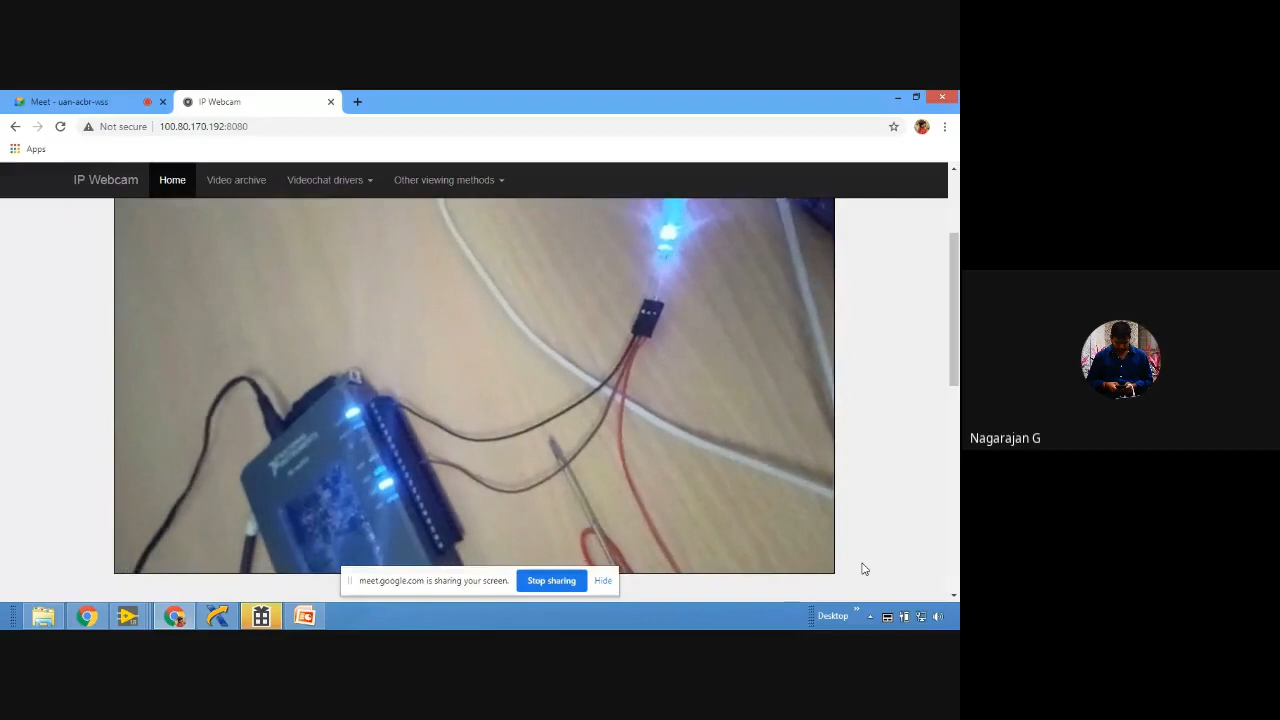 Meet - uan-acbr-wss
IP Webcam
Not secure 100.80.170.192:8080
Apps
IP Webcam Home Video archive Videochat drivers Other viewing methods
meet.google.com is sharing your screen. Stop sharing Hide
Nagarajan G
Desktop